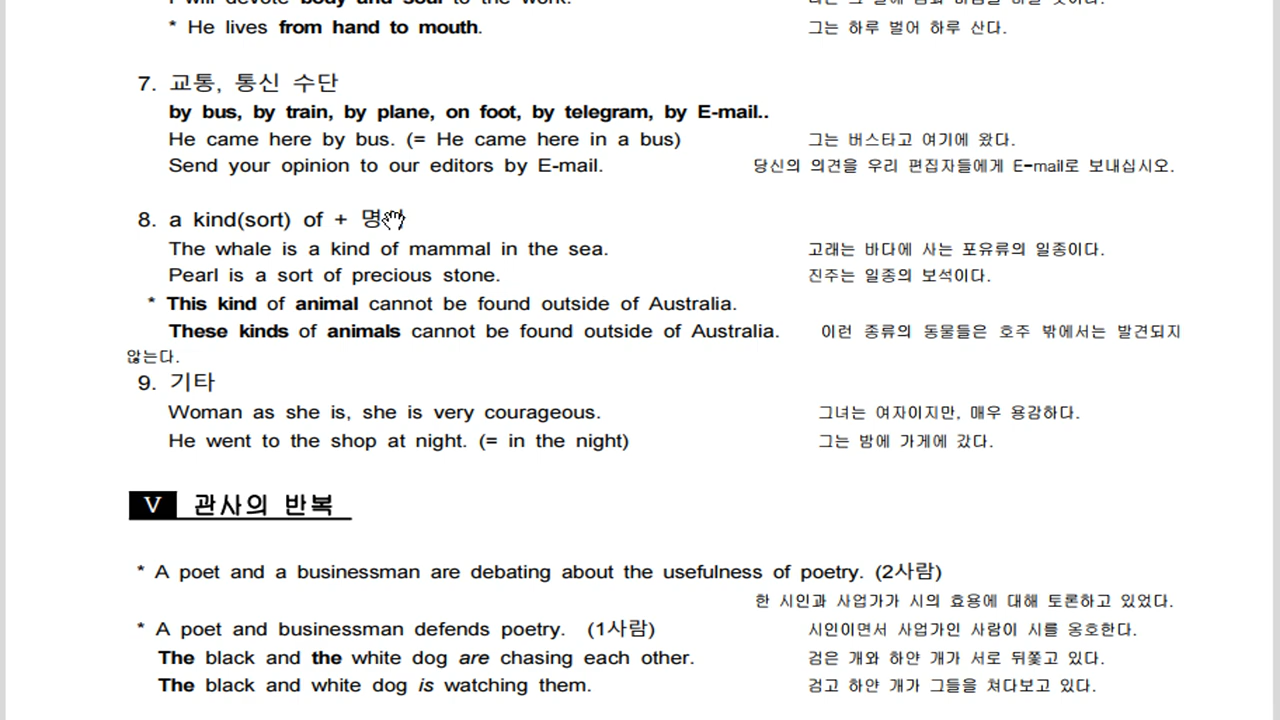 * He lives from hand to mouth. 그는 하루 벌어 하루 산다.
7. 교통, 통신 수단
by bus, by train, by plane, on foot, by telegram, by E-mail..
He came here by bus. (= He came here in a bus) 그는 버스타고 여기에 왔다.
Send your opinion to our editors by E-mail. 당신의 의견을 우리 편집자들에게 E-mail로 보내십시오.
8. a kind(sort) of +
The whale is a kind of mammal in the sea. 고래는 바다에 사는 포유류의 일종이다.
Pearl is a sort of precious stone. 진주는 일종의 보석이다.
* This kind of animal cannot be found outside of Australia.
These kinds of animals cannot be found outside of Australia. 이런 종류의 동물들은 호주 밖에서는 발견되지
않는다.
9. 기타
Woman as she is, she is very courageous. 그녀는 여자이지만, 매우 용감하다.
He went to the shop at night. (= in the night) 그는 밤에 가게에 갔다.
V 관사의 반복
* A poet and a businessman are debating about the usefulness of poetry. (2사람)
한 시인과 사업가가 시의 효용에 대해 토론하고 있었다.
* A poet and businessman defends poetry. (1사람) 시인이면서 사업가인 사람이 시를 옹호한다.
The black and the white dog are chasing each other. 검은 개와 하얀 개가 서로 뒤쫓고 있다.
The black and white dog is watching them. 검고 하얀 개가 그들을 쳐다보고 있다.